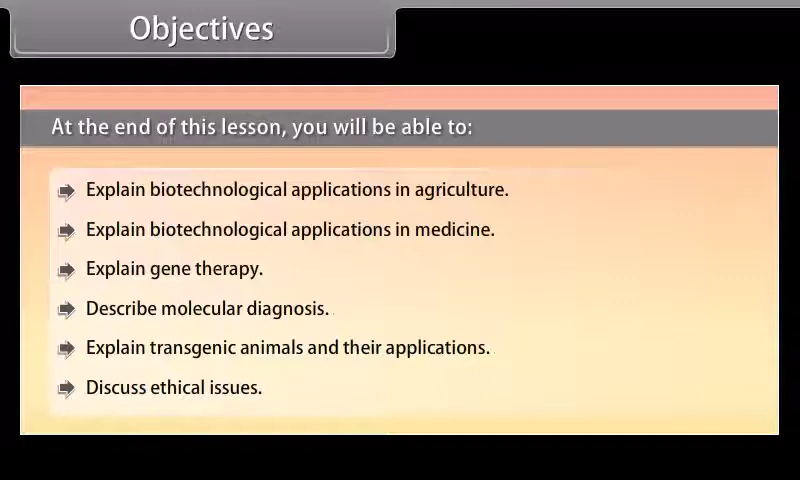 Objectives
At the end of this lesson, you will be able to:
Explain biotechnological applications in agriculture.
Explain biotechnological applications in medicine.
Explain gene therapy.
Describe molecular diagnosis.
Explain transgenic animals and their applications.
Discuss ethical issues.